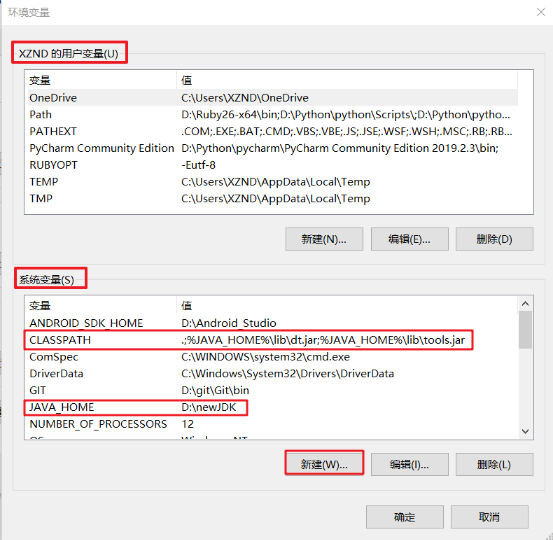 环境变量
XZND 的用户变量(U)
变量 值
OneDrive C:\Users\XZND\OneDrive
Path D:\Ruby26-x64\bin;D:\Python\python\Scripts\;D:\Python\pytho...
PATHEXT .COM;.EXE;.BAT;.CMD;.VBS;.VBE;.JS;.JSE;.WSF;.WSH;.MSC;.RB;.RB...
PyCharm Community Edition D:\Python\pycharm\PyCharm Community Edition 2019.2.3\bin;
RUBYOPT -Eutf-8
TEMP C:\Users\XZND\AppData\Local\Temp
TMP C:\Users\XZND\AppData\Local\Temp
新建(N)... 编辑(E)... 删除(D)
系统变量(S)
变量 值
ANDROID_SDK_HOME D:\Android_Studio
CLASSPATH .;%JAVA_HOME%\lib\dt.jar;%JAVA_HOME%\lib\tools.jar
ComSpec C:\WINDOWS\system32\cmd.exe
DriverData C:\Windows\System32\Drivers\DriverData
GIT D:\git\Git\bin
JAVA_HOME D:\newJDK
NUMBER_OF_PROCESSORS 12
OS Windows_NT
新建(W)... 编辑(I)... 删除(L)
确定 取消